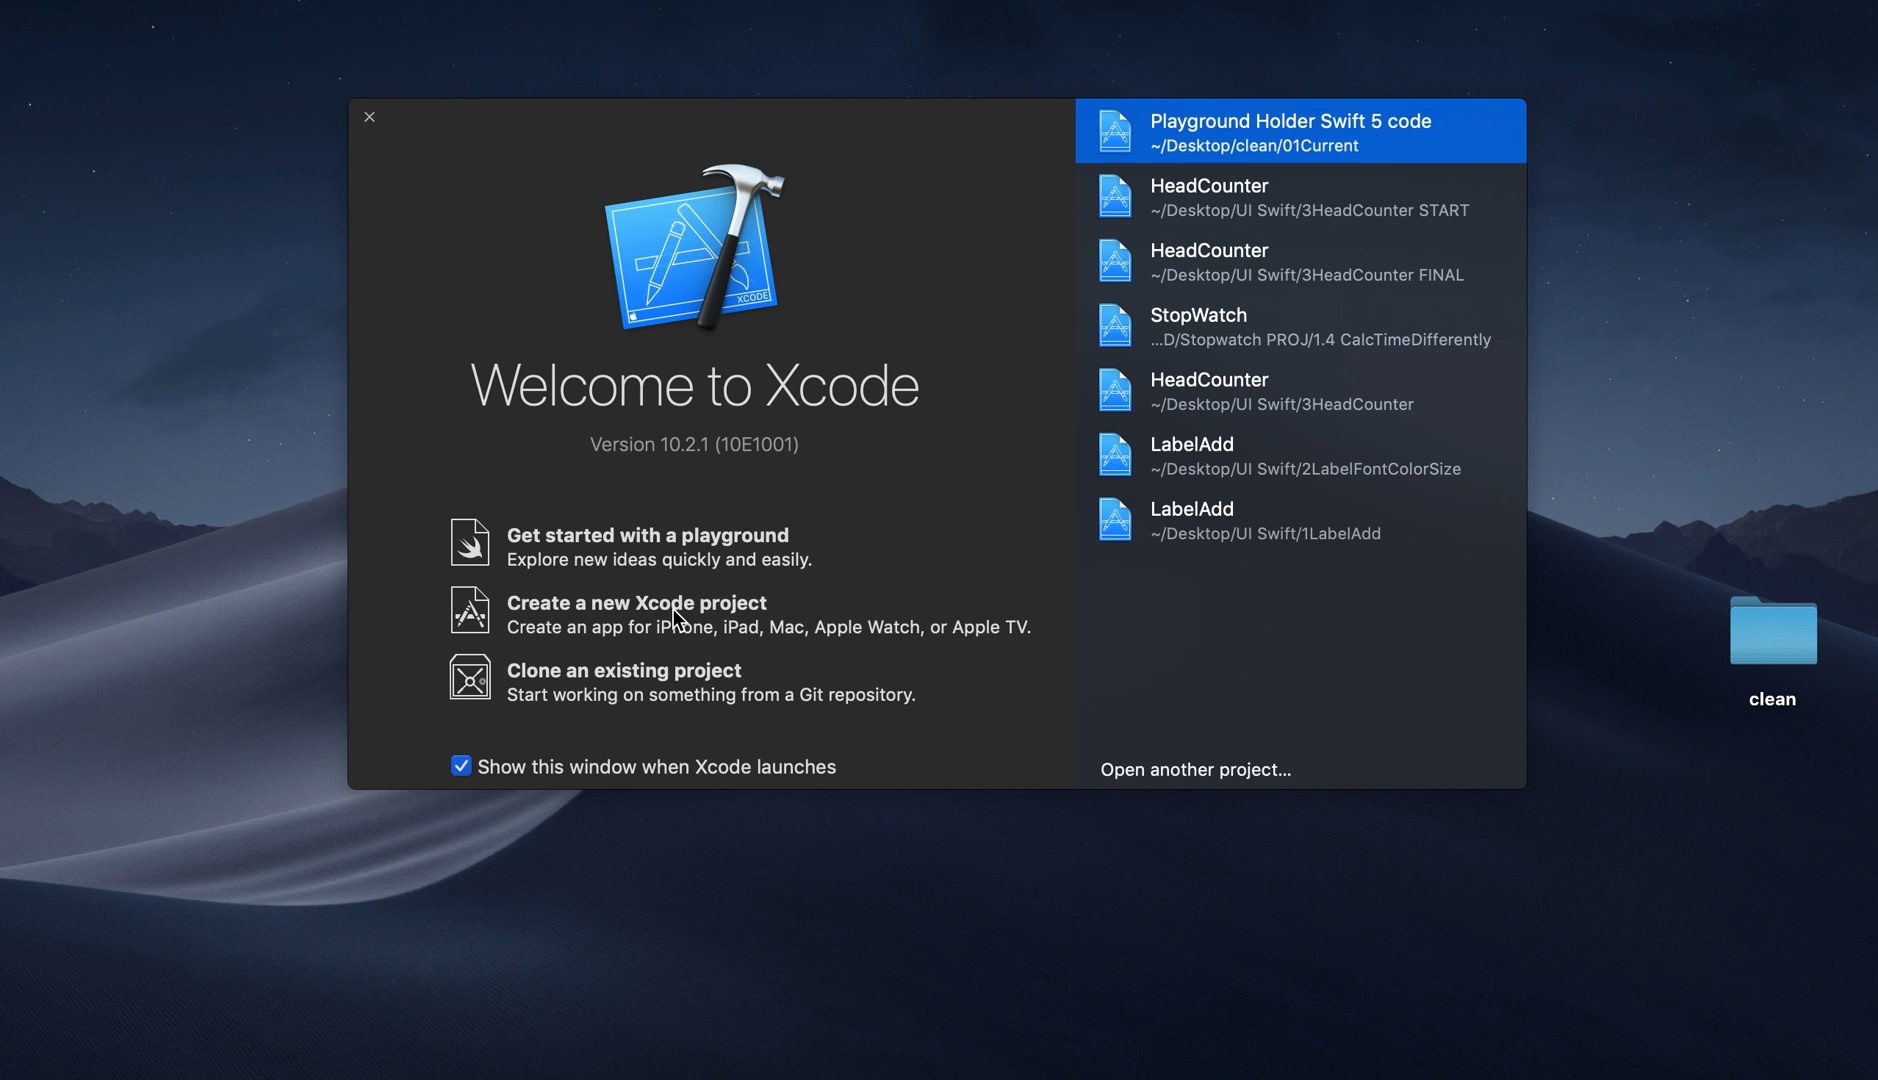 XCODE
Welcome to Xcode
Version 10.2.1 (10E1001)
Get started with a playground
Explore new ideas quickly and easily.
Create a new Xcode project
Create an app for iPhone, iPad, Mac, Apple Watch, or Apple TV.
Clone an existing project
Start working on something from a Git repository.
Show this window when Xcode launches
Playground Holder Swift 5 code
~/Desktop/clean/01Current
HeadCounter
~/Desktop/UI Swift/3HeadCounter START
HeadCounter
~/Desktop/UI Swift/3HeadCounter FINAL
StopWatch
...D/Stopwatch PROJ/1.4 CalcTimeDifferently
HeadCounter
~/Desktop/UI Swift/3HeadCounter
LabelAdd
~/Desktop/UI Swift/2LabelFontColorSize
LabelAdd
~/Desktop/UI Swift/1LabelAdd
Open another project...
clean